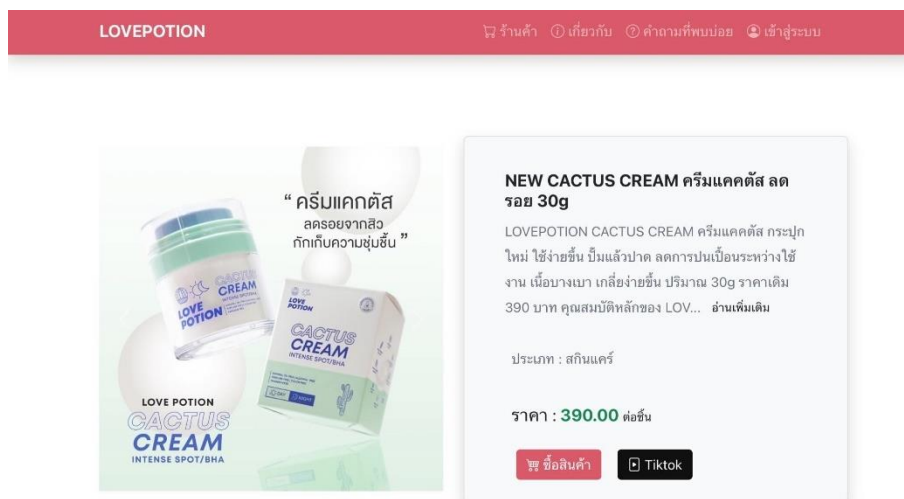 LOVEPOTION
ร้านค้า
เกี่ยวกับ
คำถามที่พบบ่อย
เข้าสู่ระบบ
“ ครีมแคกตัส
ลดรอยจากสิว
กักเก็บความชุ่มชื้น ”
CACTUS
CREAM
INTENSE SPOT/BHA
LOVE
POTION
LOVE
POTION
CACTUS
CREAM
INTENSE SPOT/BHA
DAY
NIGHT
LOVE POTION
CACTUS
CREAM
INTENSE SPOT/BHA
NEW CACTUS CREAM ครีมแคคตัส ลด
รอย 30g
LOVEPOTION CACTUS CREAM ครีมแคคตัส กระปุก
ใหม่ ใช้ง่ายขึ้น ปั๊มแล้วปาด ลดการปนเปื้อนระหว่างใช้
งาน เนื้อบางเบา เกลี่ยง่ายขึ้น ปริมาณ 30g ราคาเดิม
390 บาท คุณสมบัติหลักของ LOV... อ่านเพิ่มเติม
ประเภท : สกินแคร์
ราคา : 390.00 ต่อชิ้น
ซื้อสินค้า
Tiktok